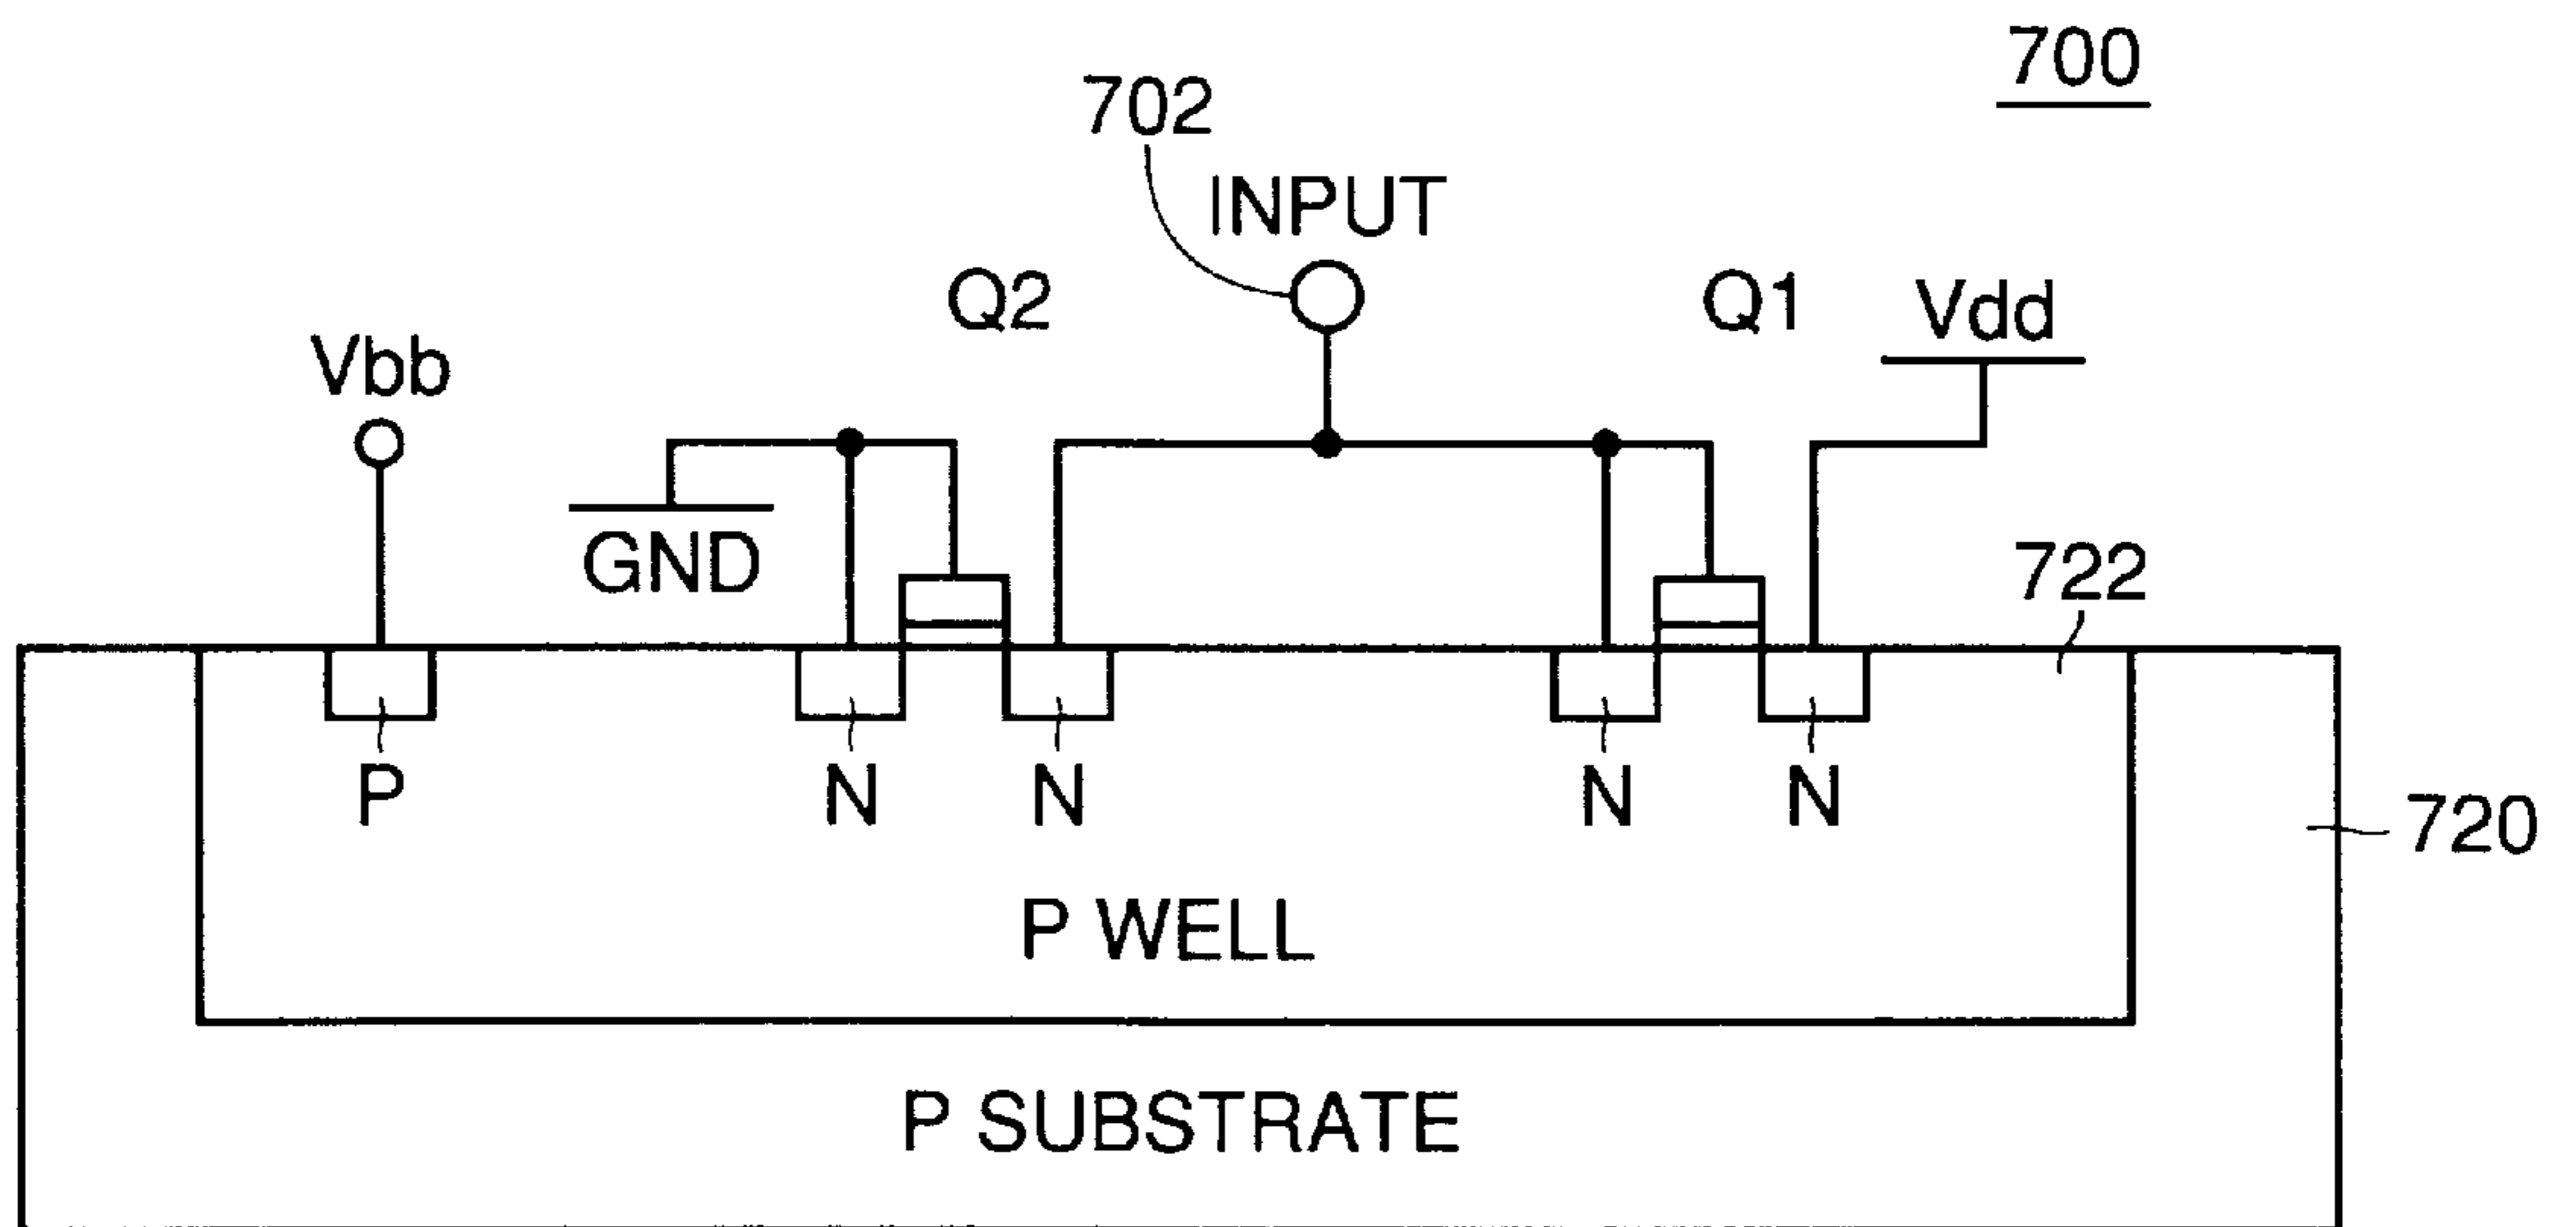 700
702
INPUT
Q2
Q1
Vdd
Vbb
GND
722
P
N
N
N
N
720
P WELL
P SUBSTRATE